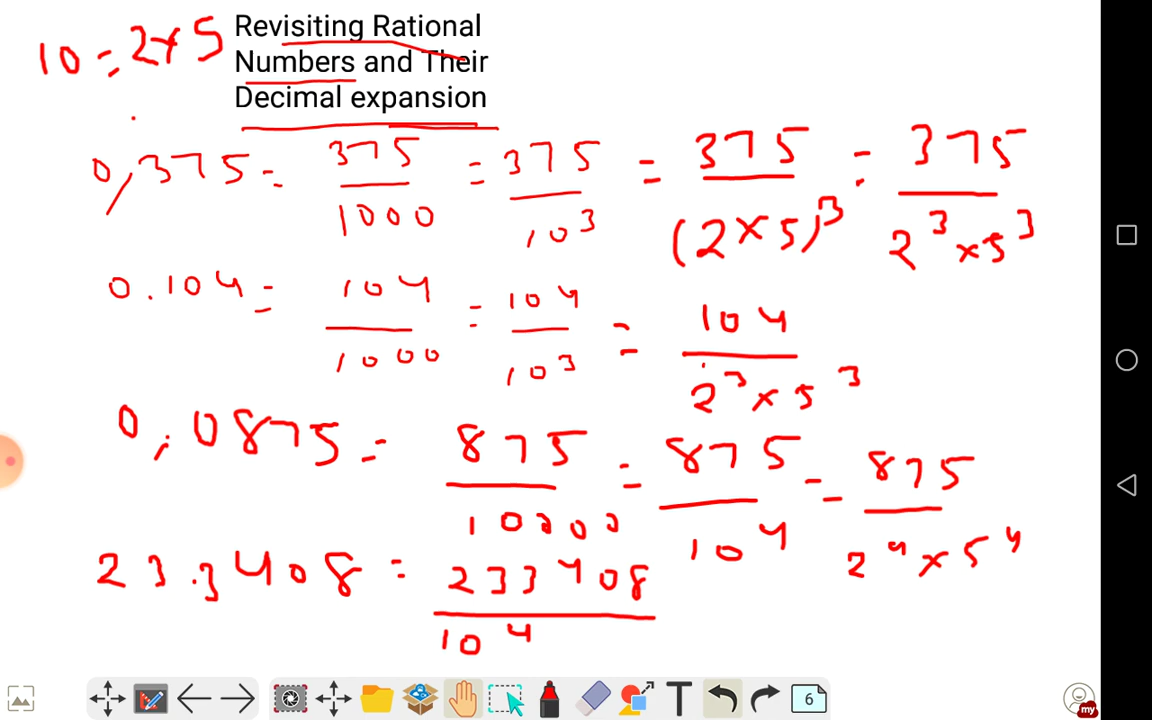 10 = 2×5
Revisiting Rational
Numbers and Their
Decimal expansion
0.375 = 375/1000 = 375/10³ = 375/(2×5)³ = 375/2³×5³
0.104 = 104/1000 = 104/10³ = 104/2³×5³
0.0875 = 875/10000 = 875/10⁴ = 875/2⁴×5⁴
23.3408 = 233408/10⁴
T
6
my